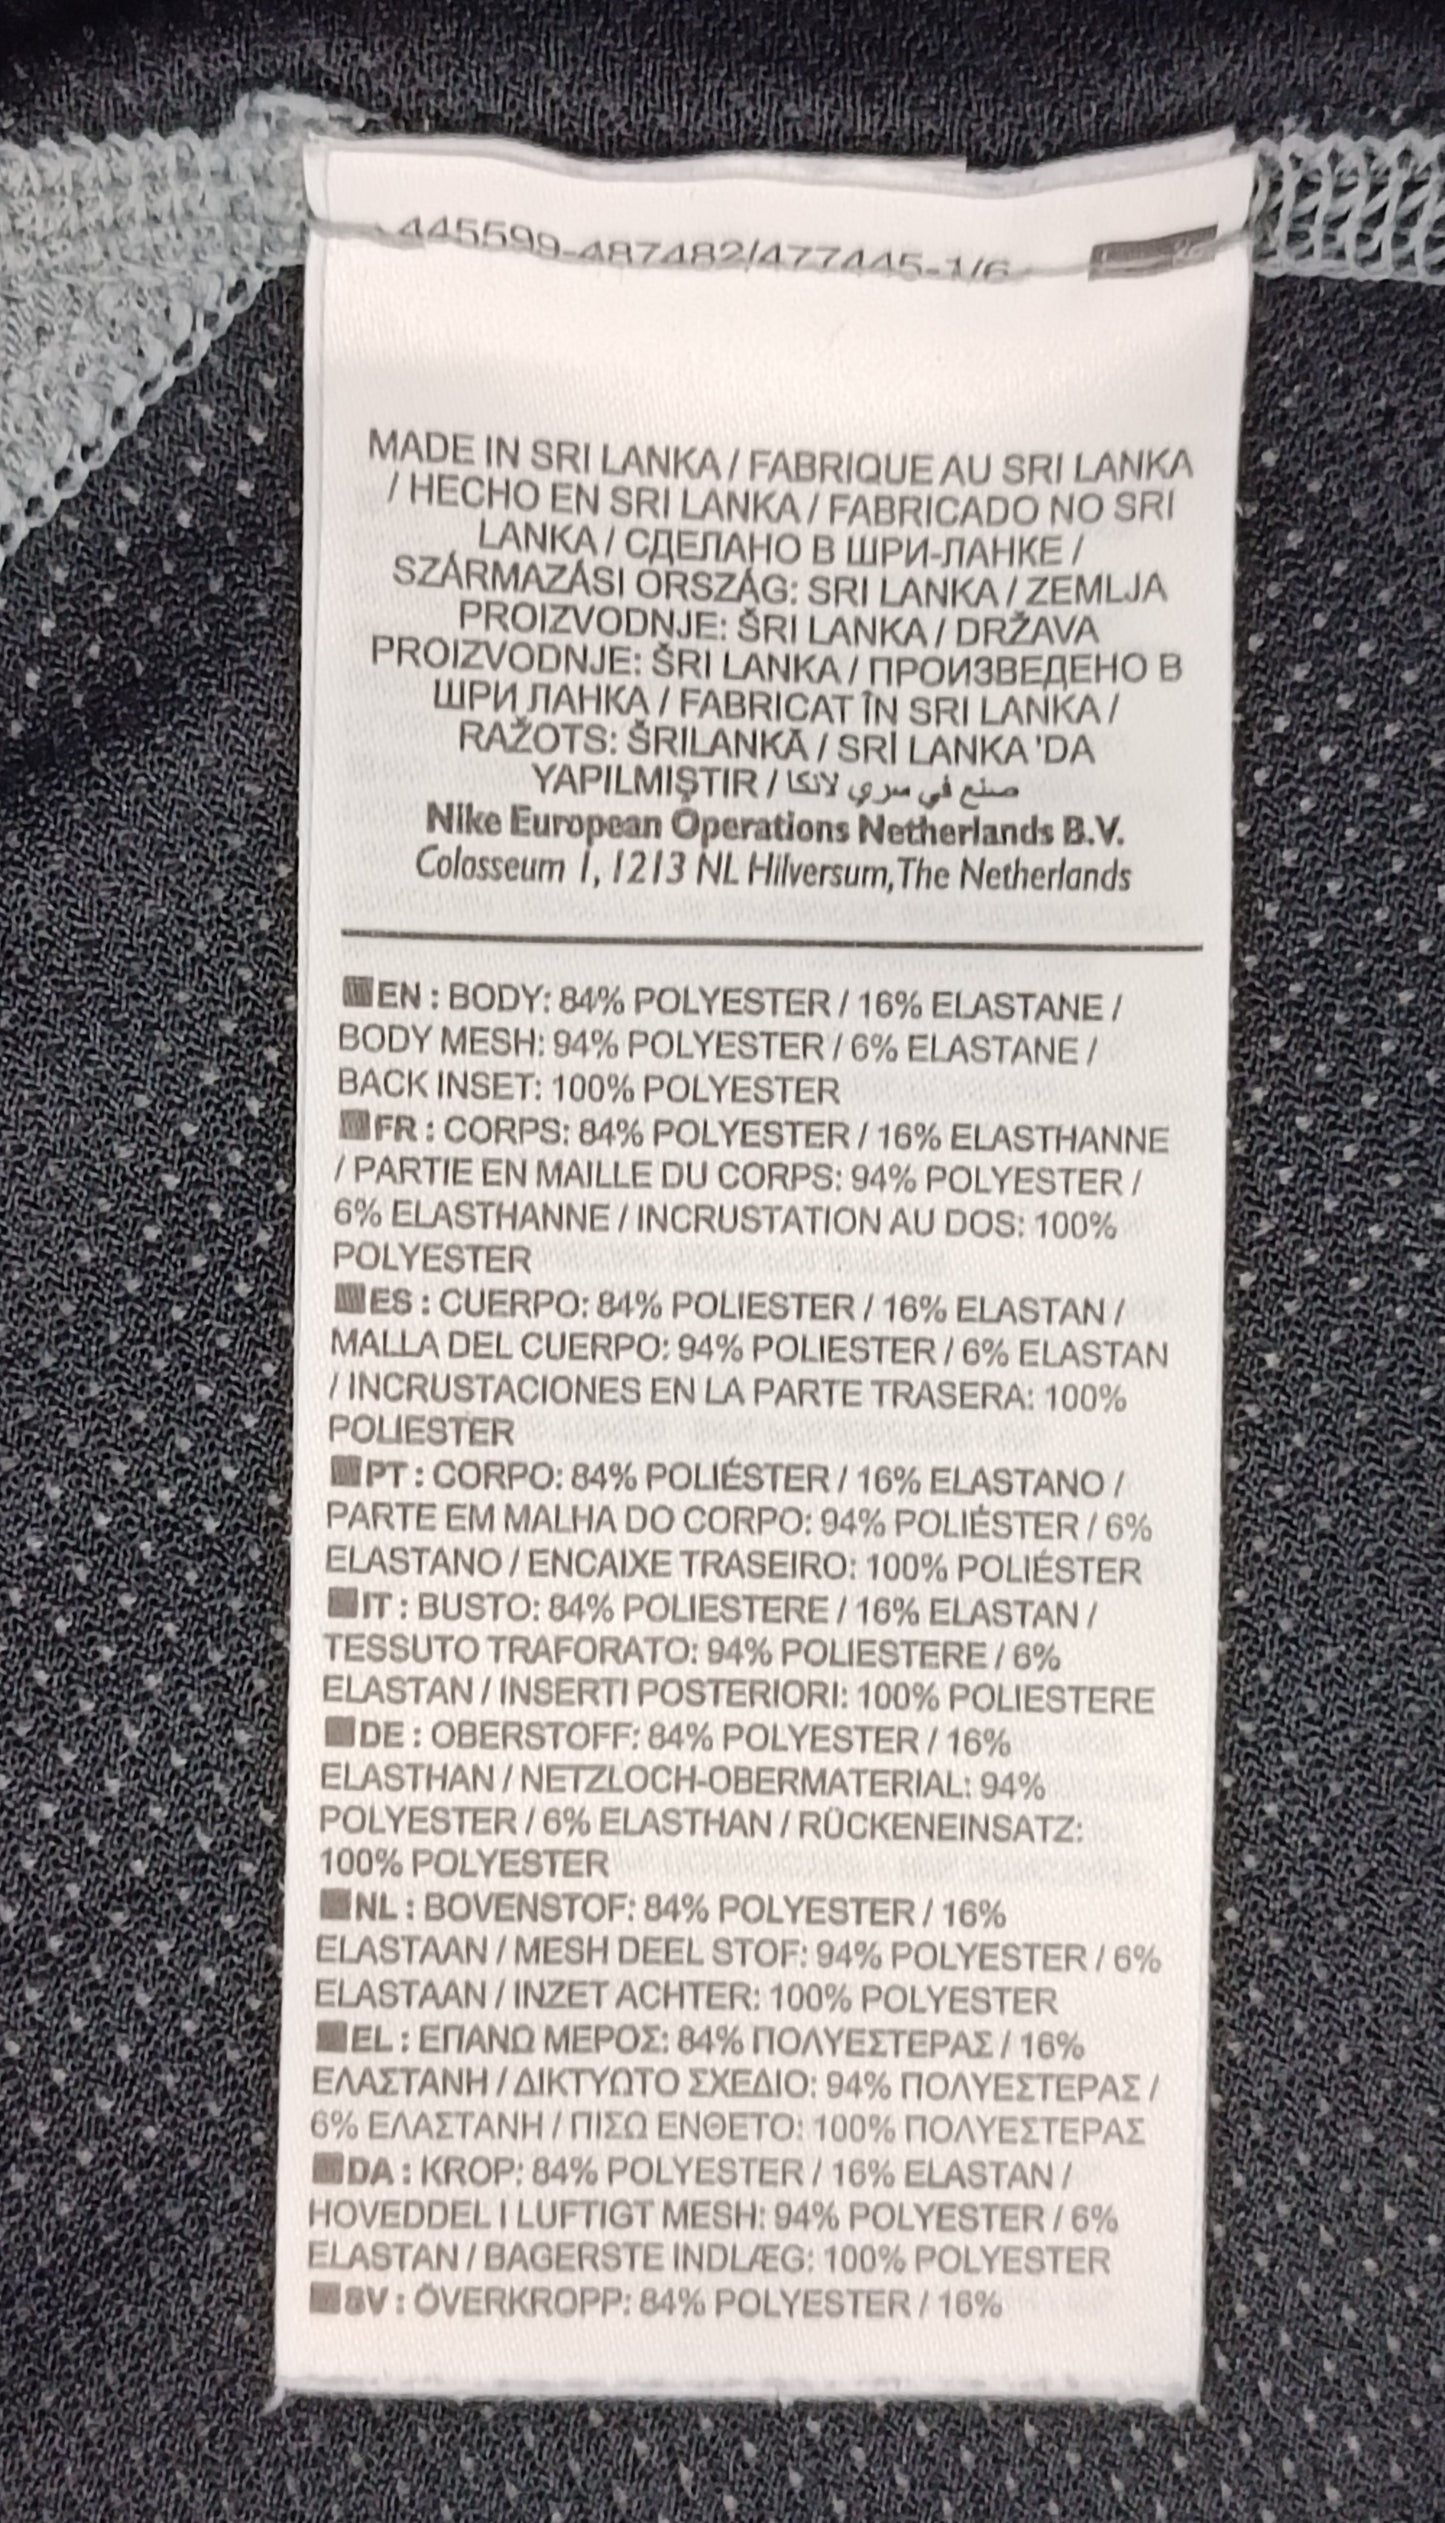 445599-487482/477445-1/6
MADE IN SRI LANKA / FABRIQUE AU SRI LANKA
/ HECHO EN SRI LANKA / FABRICADO NO SRI
LANKA / СДЕЛАНО В ШРИ-ЛАНКЕ /
SZÁRMAZÁSI ORSZÁG: SRI LANKA / ZEMLJA
PROIZVODNJE: ŠRI LANKA / DRŽAVA
PROIZVODNJE: ŠRI LANKA / ПРОИЗВЕДЕНО В
ШРИ ЛАНКА / FABRICAT ÎN SRI LANKA /
RAŽOTS: ŠRILANKĀ / SRİ LANKA 'DA
YAPILMIŞTIR / صنع في سري لانكا
Nike European Operations Netherlands B.V.
Colosseum 1, 1213 NL Hilversum, The Netherlands
EN : BODY: 84% POLYESTER / 16% ELASTANE /
BODY MESH: 94% POLYESTER / 6% ELASTANE /
BACK INSET: 100% POLYESTER
FR : CORPS: 84% POLYESTER / 16% ELASTHANNE
/ PARTIE EN MAILLE DU CORPS: 94% POLYESTER /
6% ELASTHANNE / INCRUSTATION AU DOS: 100%
POLYESTER
ES : CUERPO: 84% POLIESTER / 16% ELASTAN /
MALLA DEL CUERPO: 94% POLIESTER / 6% ELASTAN
/ INCRUSTACIONES EN LA PARTE TRASERA: 100%
POLIESTER
PT : CORPO: 84% POLIÉSTER / 16% ELASTANO /
PARTE EM MALHA DO CORPO: 94% POLIÉSTER / 6%
ELASTANO / ENCAIXE TRASEIRO: 100% POLIÉSTER
IT : BUSTO: 84% POLIESTERE / 16% ELASTAN /
TESSUTO TRAFORATO: 94% POLIESTERE / 6%
ELASTAN / INSERTI POSTERIORI: 100% POLIESTERE
DE : OBERSTOFF: 84% POLYESTER / 16%
ELASTHAN / NETZLOCH-OBERMATERIAL: 94%
POLYESTER / 6% ELASTHAN / RÜCKENEINSATZ:
100% POLYESTER
NL : BOVENSTOF: 84% POLYESTER / 16%
ELASTAAN / MESH DEEL STOF: 94% POLYESTER / 6%
ELASTAAN / INZET ACHTER: 100% POLYESTER
EL : ΕΠΑΝΩ ΜΕΡΟΣ: 84% ΠΟΛΥΕΣΤΕΡΑΣ / 16%
ΕΛΑΣΤΑΝΗ / ΔΙΚΤΥΩΤΟ ΣΧΕΔΙΟ: 94% ΠΟΛΥΕΣΤΕΡΑΣ /
6% ΕΛΑΣΤΑΝΗ / ΠΙΣΩ ΕΝΘΕΤΟ: 100% ΠΟΛΥΕΣΤΕΡΑΣ
DA : KROP: 84% POLYESTER / 16% ELASTAN /
HOVEDDEL I LUFTIGT MESH: 94% POLYESTER / 6%
ELASTAN / BAGERSTE INDLÆG: 100% POLYESTER
SV : ÖVERKROPP: 84% POLYESTER / 16%